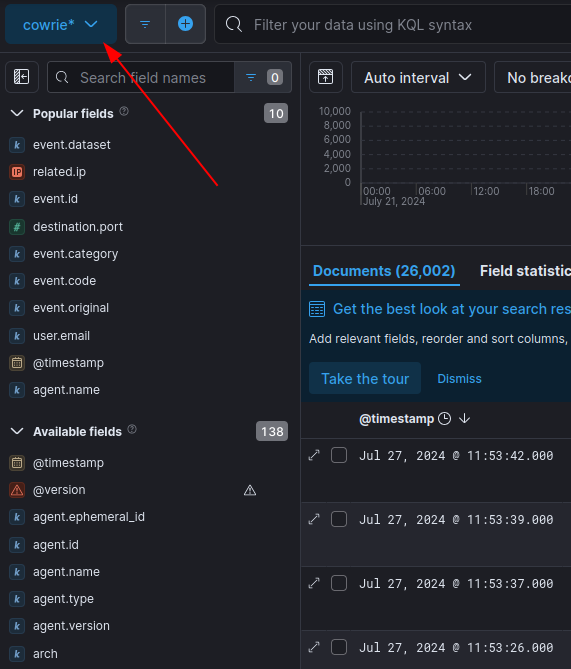 cowrie*
Filter your data using KQL syntax
Search field names
0
Auto interval
No breako
Popular fields
10
event.dataset
related.ip
event.id
destination.port
event.category
event.code
event.original
user.email
@timestamp
agent.name
Available fields
138
@timestamp
@version
agent.ephemeral_id
agent.id
agent.name
agent.type
agent.version
arch
10,000
8,000
6,000
4,000
2,000
0
00:00
06:00
12:00
18:00
July 21, 2024
Documents (26,002)
Field statistic
Get the best look at your search res
Add relevant fields, reorder and sort columns,
Take the tour
Dismiss
@timestamp
Jul 27, 2024 @ 11:53:42.000
Jul 27, 2024 @ 11:53:39.000
Jul 27, 2024 @ 11:53:37.000
Jul 27, 2024 @ 11:53:26.000